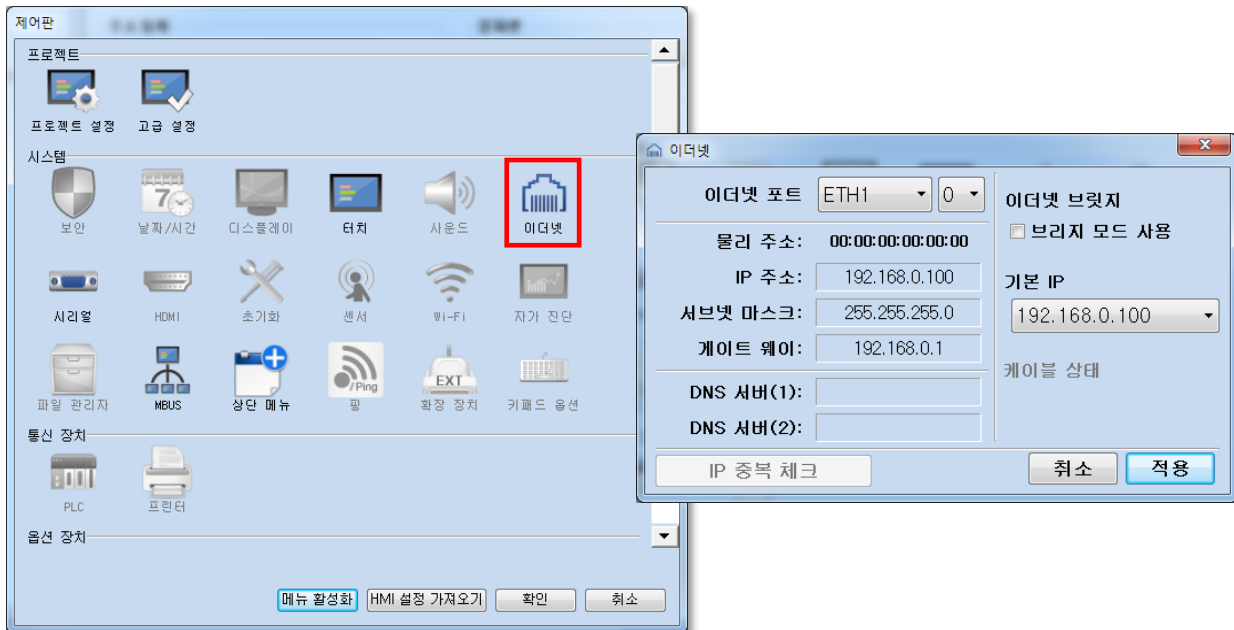 제어판
프로젝트
프로젝트 설정 고급 설정
시스템
7
보안 날짜/시간 디스플레이 터치 사운드 이더넷
시리얼 HDMI 초기화 센서 Wi-Fi 자가 진단
/Ping EXT
파일 관리자 MBUS 상단 메뉴 핑 확장 장치 키패드 옵션
통신 장치
PLC 프린터
옵션 장치
메뉴 활성화 HMI 설정 가져오기 확인 취소
이더넷
이더넷 포트 ETH1 0
물리 주소: 00:00:00:00:00:00
IP 주소: 192.168.0.100
서브넷 마스크: 255.255.255.0
게이트 웨이: 192.168.0.1
DNS 서버(1):
DNS 서버(2):
이더넷 브릿지
브리지 모드 사용
기본 IP
192.168.0.100
케이블 상태
IP 중복 체크 취소 적용